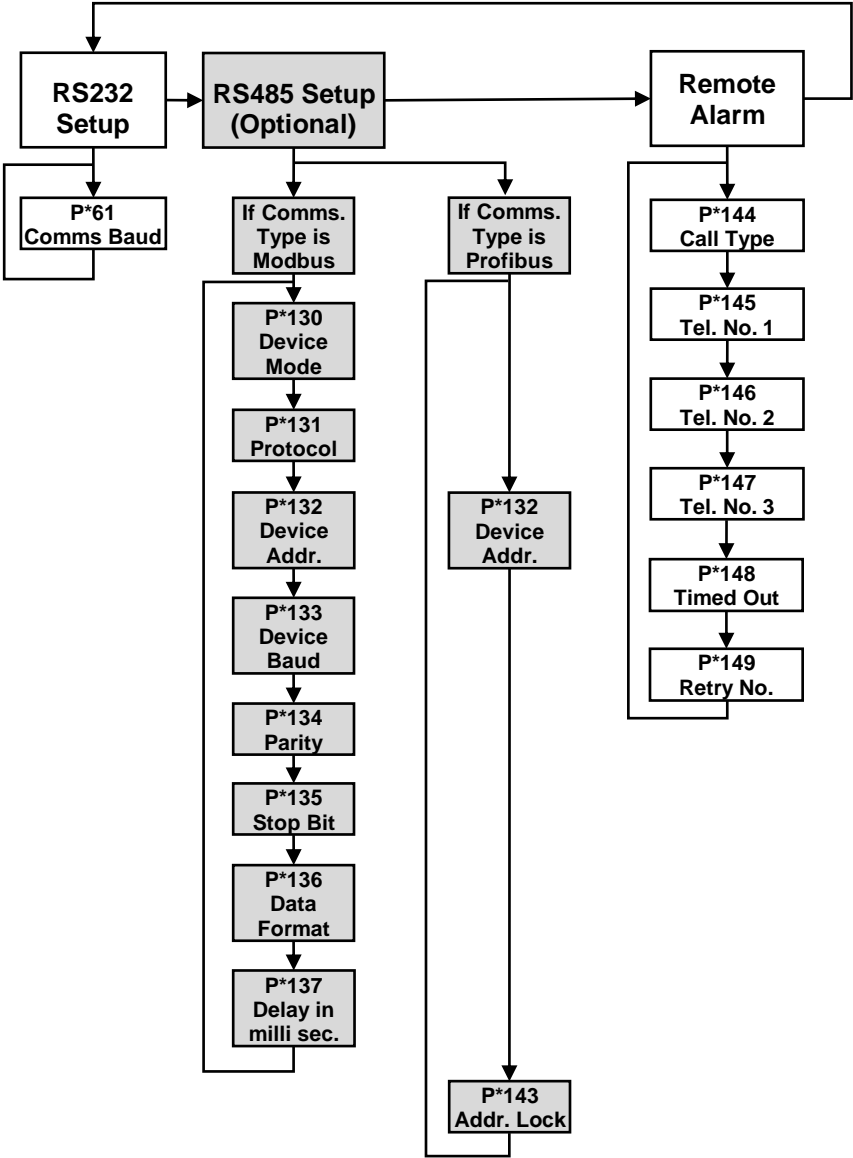 RS232
Setup
RS485 Setup
(Optional)
Remote
Alarm
P*61
Comms Baud
If Comms.
Type is
Modbus
P*130
Device
Mode
P*131
Protocol
P*132
Device
Addr.
P*133
Device
Baud
P*134
Parity
P*135
Stop Bit
P*136
Data
Format
P*137
Delay in
milli sec.
If Comms.
Type is
Profibus
P*132
Device
Addr.
P*143
Addr. Lock
P*144
Call Type
P*145
Tel. No. 1
P*146
Tel. No. 2
P*147
Tel. No. 3
P*148
Timed Out
P*149
Retry No.